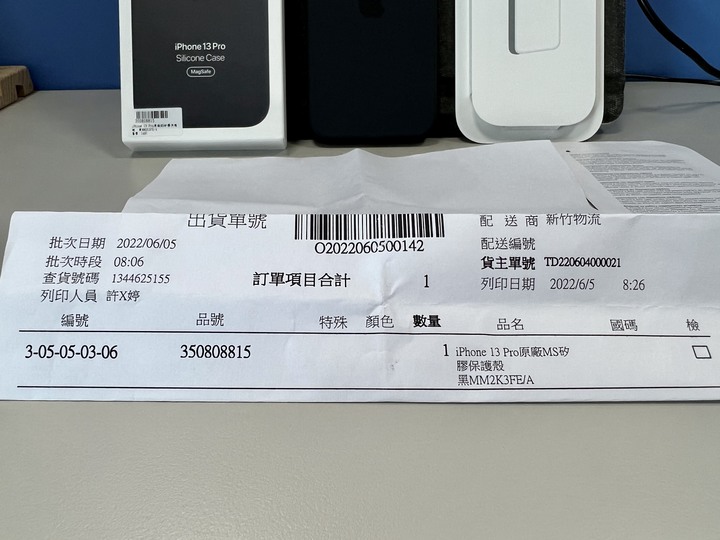 iPhone 13 Pro
Silicone Case
MagSafe
350808815
出貨單號
O2022060500142
配 送 商 新竹物流
批次日期 2022/06/05
配送編號
批次時段 08:06
貨主單號 TD220604000021
查貨號碼 1344625155
訂單項目合計 1
列印日期 2022/6/5 8:26
列印人員 許X婷
編號 品號 特殊 顏色 數量 品名 國碼 檢
3-05-05-03-06 350808815 1 iPhone 13 Pro原廠MS矽
膠保護殼
黑MM2K3FE/A